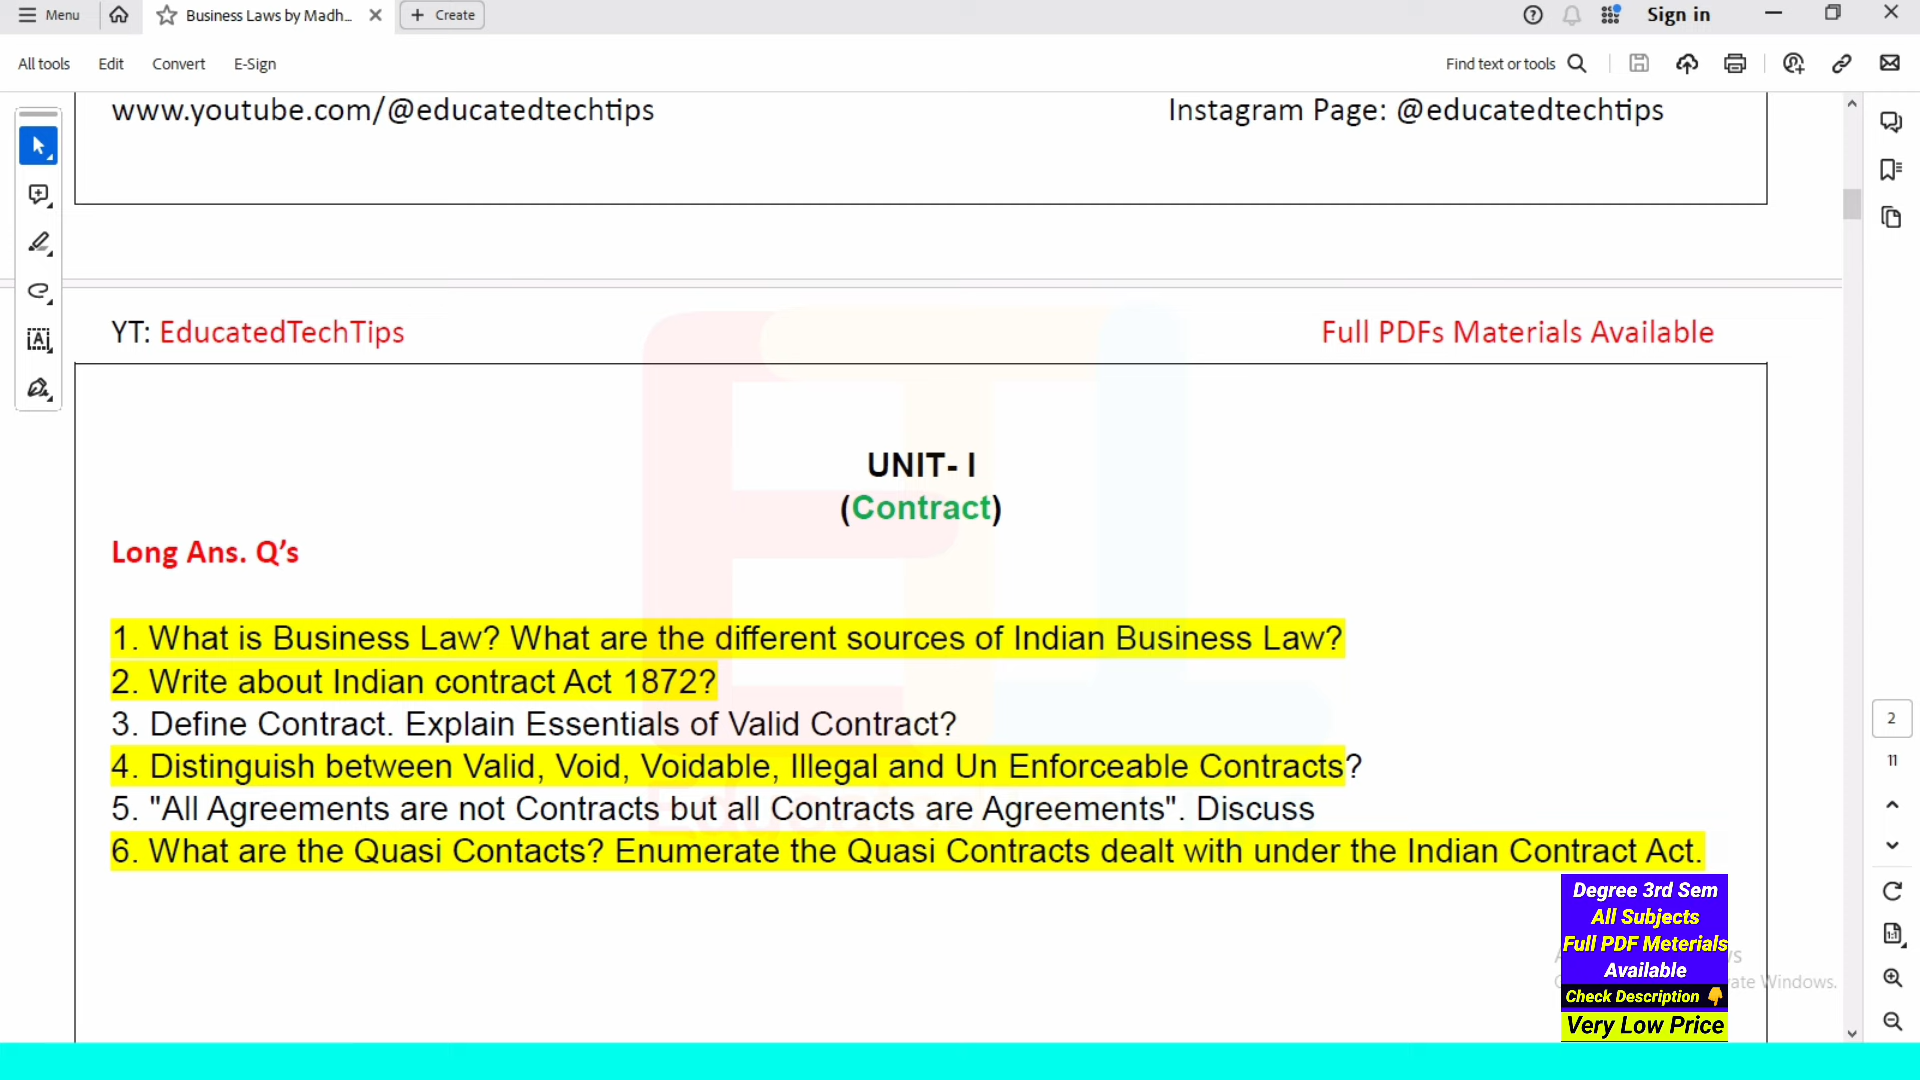 Menu
Business Laws by Madh...
Create
Sign in
All tools
Edit
Convert
E-Sign
Find text or tools
www.youtube.com/@educatedtechtips
Instagram Page: @educatedtechtips
YT: EducatedTechTips
Full PDFs Materials Available
UNIT- I
(Contract)
Long Ans. Q's
1. What is Business Law? What are the different sources of Indian Business Law?
2. Write about Indian contract Act 1872?
3. Define Contract. Explain Essentials of Valid Contract?
4. Distinguish between Valid, Void, Voidable, Illegal and Un Enforceable Contracts?
5. "All Agreements are not Contracts but all Contracts are Agreements". Discuss
6. What are the Quasi Contacts? Enumerate the Quasi Contracts dealt with under the Indian Contract Act.
2
11
Degree 3rd Sem
All Subjects
Full PDF Meterials
Available
Check Description
Very Low Price
Windows.